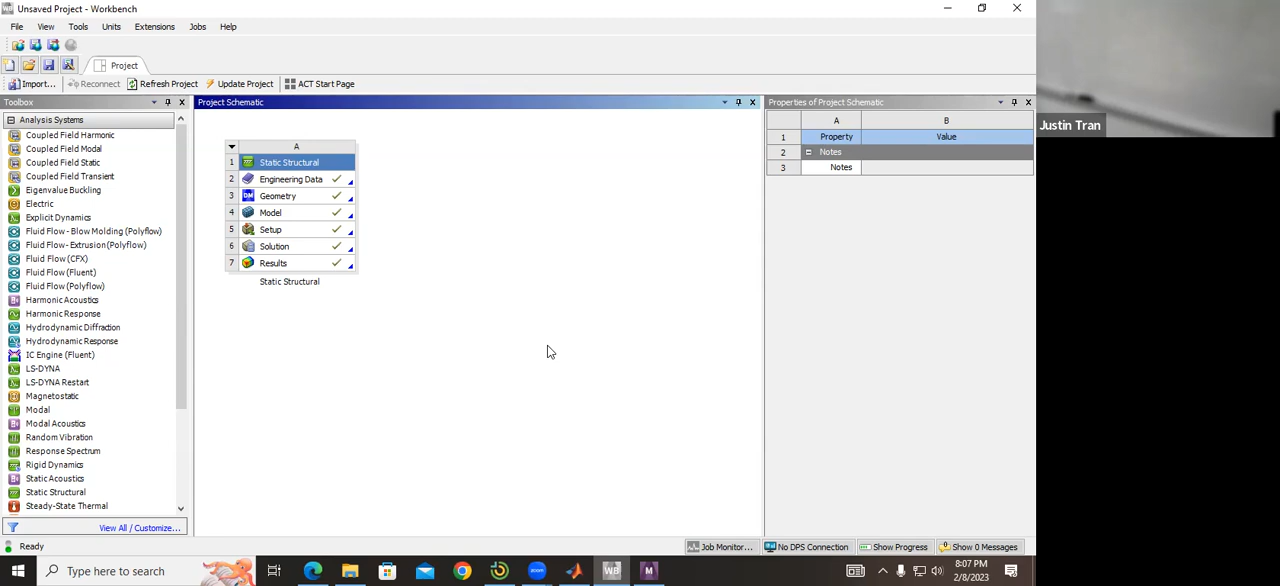 Unsaved Project - Workbench
File View Tools Units Extensions Jobs Help
Project
Import... Reconnect Refresh Project Update Project ACT Start Page
Toolbox
Analysis Systems
Coupled Field Harmonic
Coupled Field Modal
Coupled Field Static
Coupled Field Transient
Eigenvalue Buckling
Electric
Explicit Dynamics
Fluid Flow - Blow Molding (Polyflow)
Fluid Flow - Extrusion (Polyflow)
Fluid Flow (CFX)
Fluid Flow (Fluent)
Fluid Flow (Polyflow)
Harmonic Acoustics
Harmonic Response
Hydrodynamic Diffraction
Hydrodynamic Response
IC Engine (Fluent)
LS-DYNA
LS-DYNA Restart
Magnetostatic
Modal
Modal Acoustics
Random Vibration
Response Spectrum
Rigid Dynamics
Static Acoustics
Static Structural
Steady-State Thermal
View All / Customize...
Project Schematic
A
1 Static Structural
2 Engineering Data
3 DM Geometry
4 Model
5 Setup
6 Solution
7 Results
Static Structural
Properties of Project Schematic
A B
1 Property Value
2 Notes
3 Notes
Justin Tran
Ready
Job Monitor... No DPS Connection Show Progress Show 0 Messages
Type here to search
zoom
WB
M
8:07 PM
2/8/2023